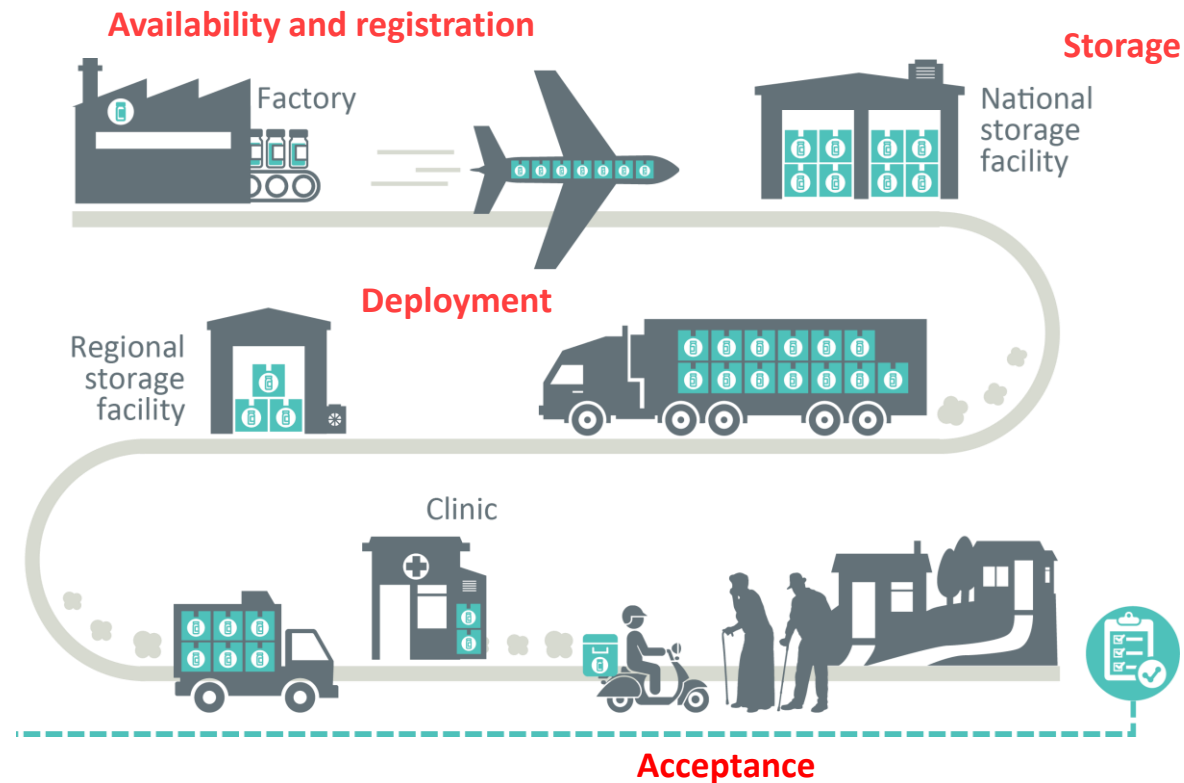 Availability and registration
Storage
Factory
National
storage
facility
Deployment
Regional
storage
facility
Clinic
Acceptance